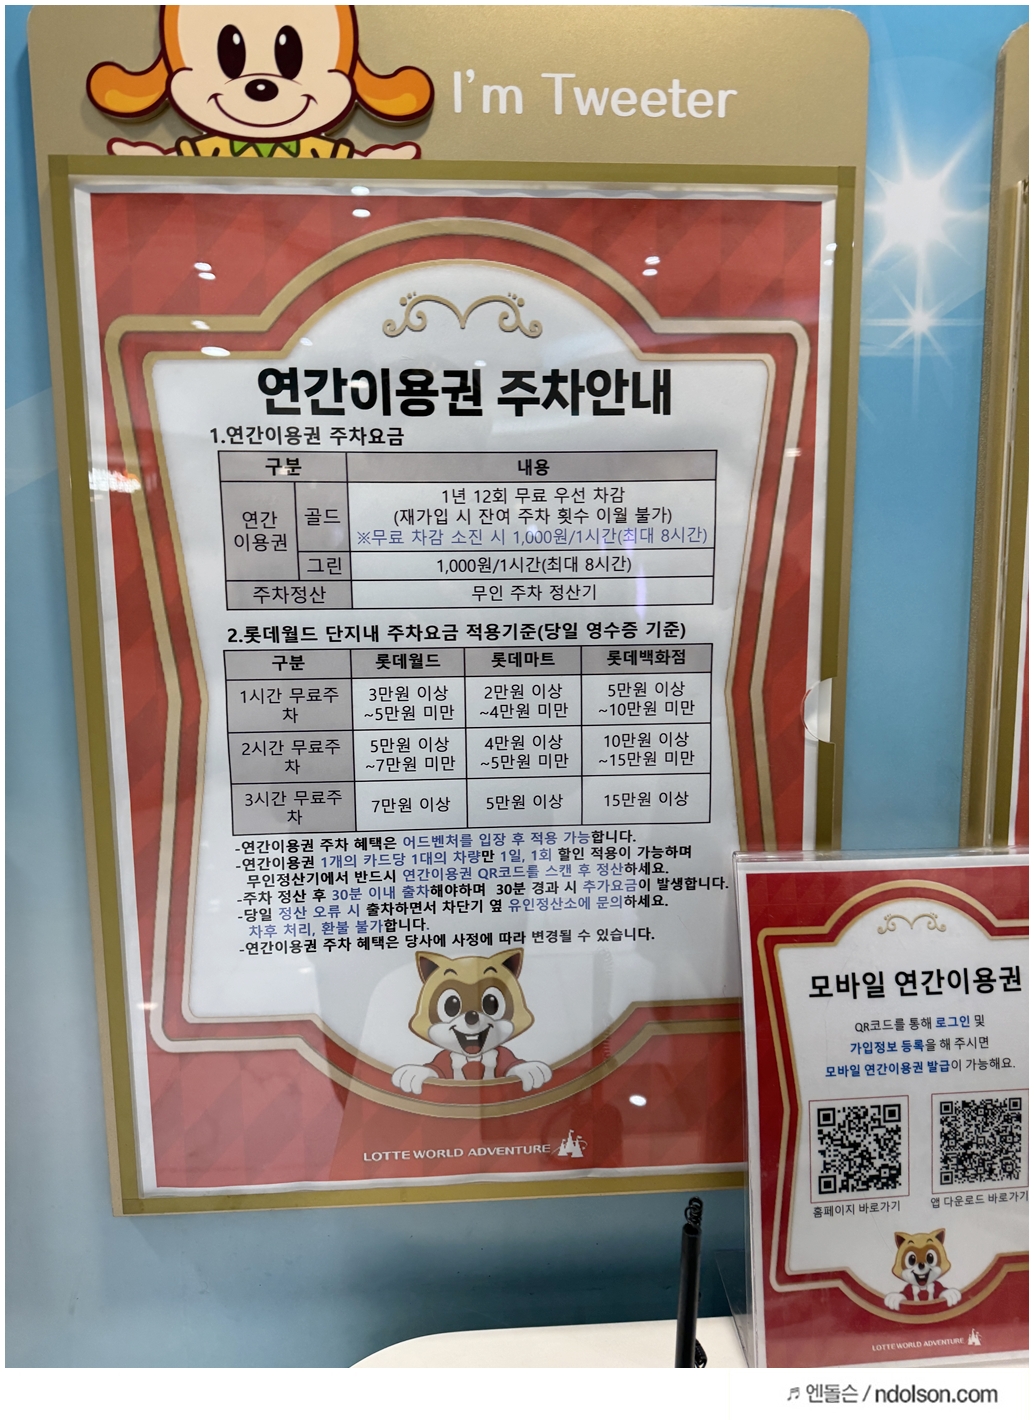 I'm Tweeter
연간이용권 주차안내
1.연간이용권 주차요금
구분 내용
연간
이용권
골드
1년 12회 무료 우선 차감
(재가입 시 잔여 주차 횟수 이월 불가)
※무료 차감 소진 시 1,000원/1시간(최대 8시간)
그린 1,000원/1시간(최대 8시간)
주차정산 무인 주차 정산기
2.롯데월드 단지내 주차요금 적용기준(당일 영수증 기준)
구분 롯데월드 롯데마트 롯데백화점
1시간 무료주 3만원 이상 2만원 이상 5만원 이상
차 ~5만원 미만 ~4만원 미만 ~10만원 미만
2시간 무료주 5만원 이상 4만원 이상 10만원 이상
차 ~7만원 미만 ~5만원 미만 ~15만원 미만
3시간 무료주
차 7만원 이상 5만원 이상 15만원 이상
-연간이용권 주차 혜택은 어드벤처를 입장 후 적용 가능합니다.
-연간이용권 1개의 카드당 1대의 차량만 1일, 1회 할인 적용이 가능하며
무인정산기에서 반드시 연간이용권 QR코드를 스캔 후 정산하세요.
-주차 정산 후 30분 이내 출차해야하며 30분 경과 시 추가요금이 발생합니다.
-당일 정산 오류 시 출차하면서 차단기 옆 유인정산소에 문의하세요.
차후 처리, 환불 불가합니다.
-연간이용권 주차 혜택은 당사에 사정에 따라 변경될 수 있습니다.
LOTTE WORLD ADVENTURE
모바일 연간이용권
QR코드를 통해 로그인 및
가입정보 등록을 해 주시면
모바일 연간이용권 발급이 가능해요.
홈페이지 바로가기 앱 다운로드 바로가기
LOTTE WORLD ADVENTURE
♬ 엔돌슨 / ndolson.com